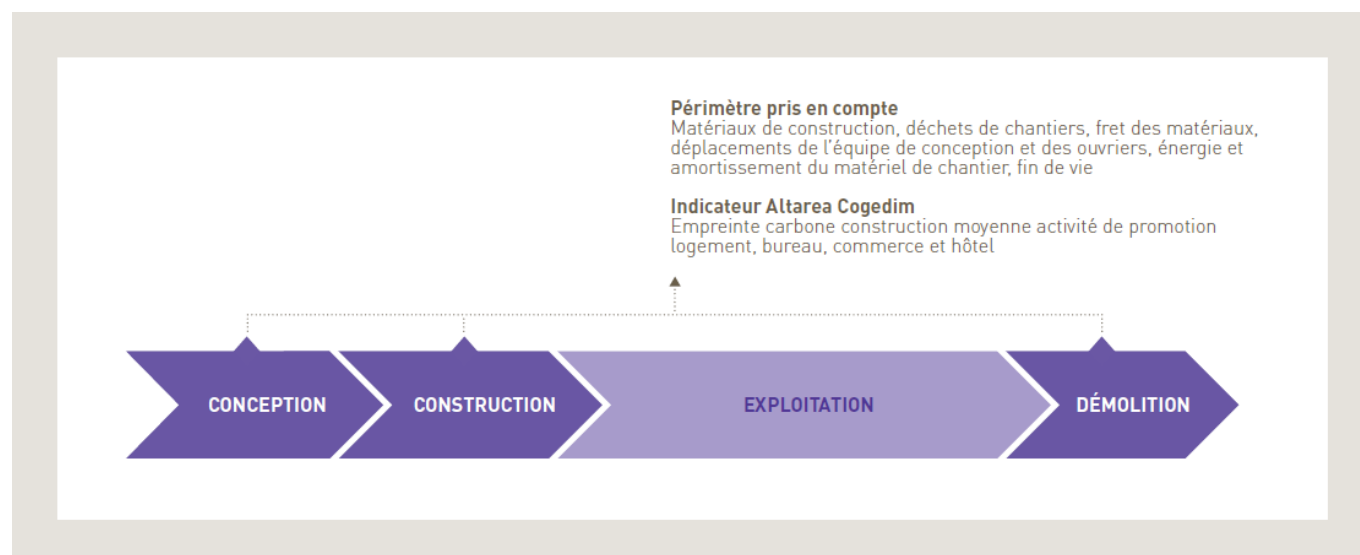 Périmètre pris en compte
Matériaux de construction, déchets de chantiers, fret des matériaux,
déplacements de l'équipe de conception et des ouvriers, énergie et
amortissement du matériel de chantier, fin de vie
Indicateur Altarea Cogedim
Empreinte carbone construction moyenne activité de promotion
logement, bureau, commerce et hôtel
CONCEPTION
CONSTRUCTION
EXPLOITATION
DÉMOLITION